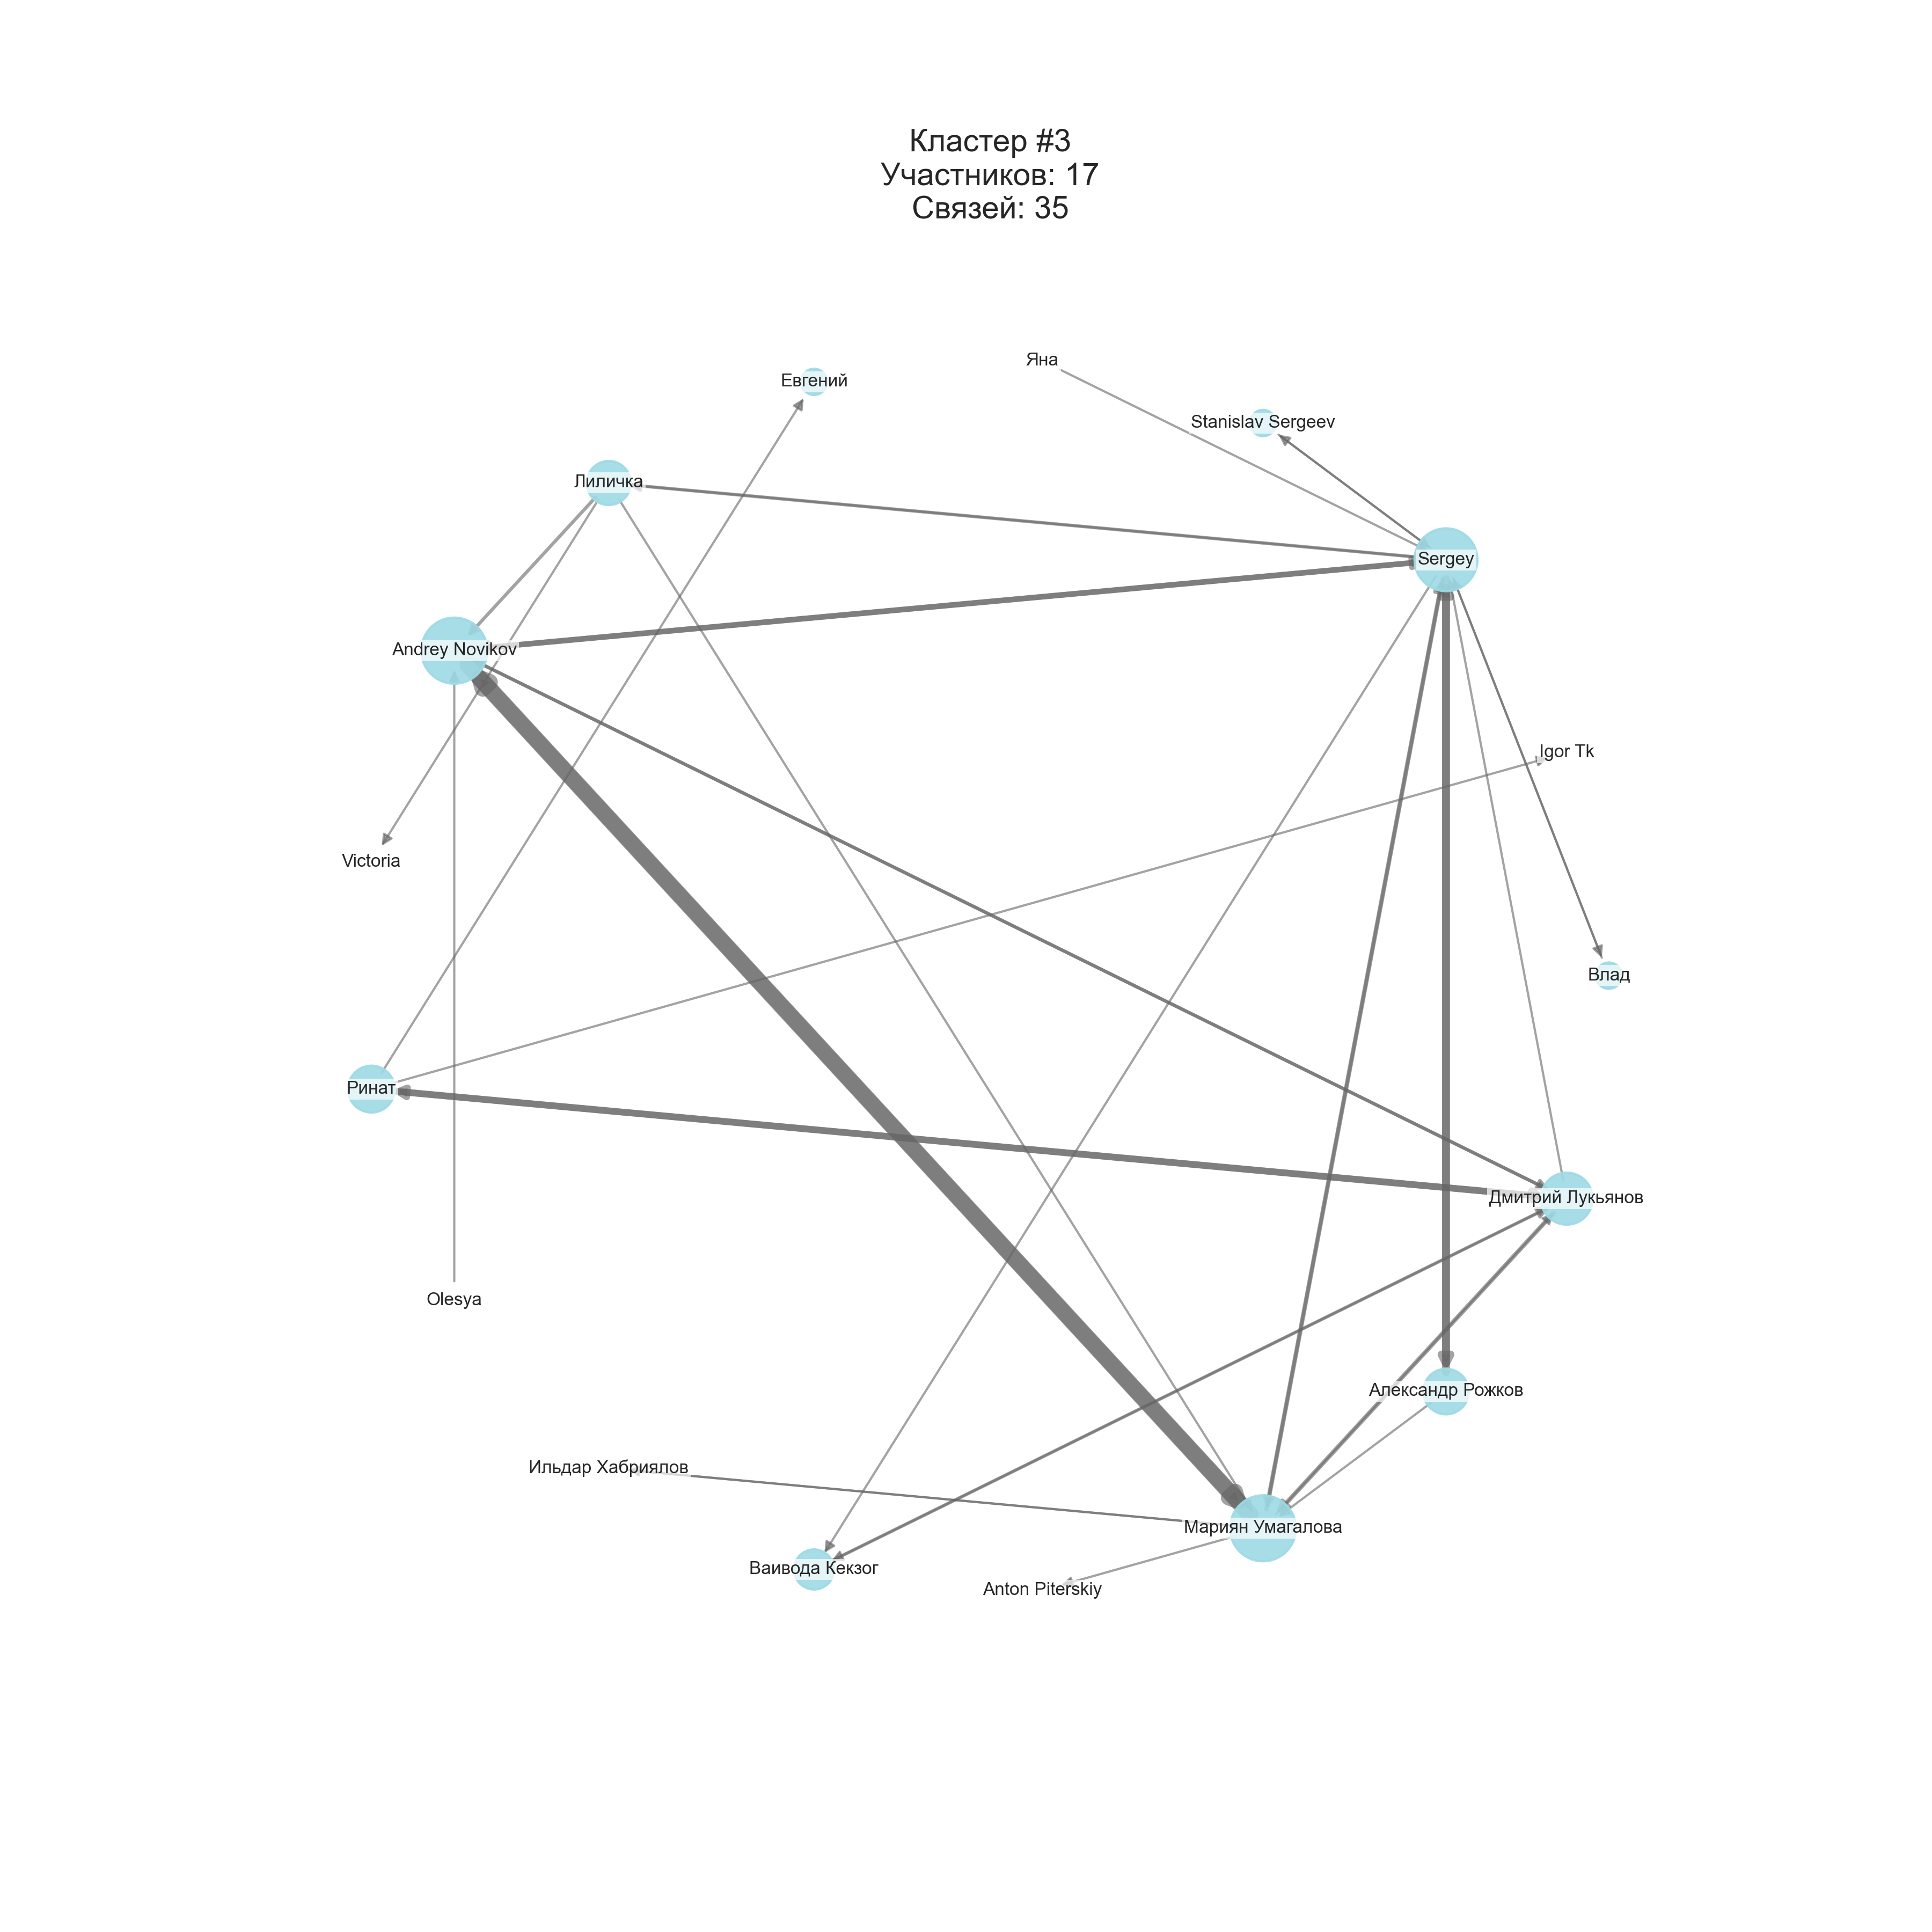 Кластер #3
Участников: 17
Связей: 35
Яна
Евгений
Stanislav Sergeev
Лиличка
Sergey
Andrey Novikov
Igor Tk
Victoria
Влад
Ринат
Дмитрий Лукьянов
Olesya
Александр Рожков
Ильдар Хабриялов
Мариян Умагалова
Ваивода Кекзог
Anton Piterskiy